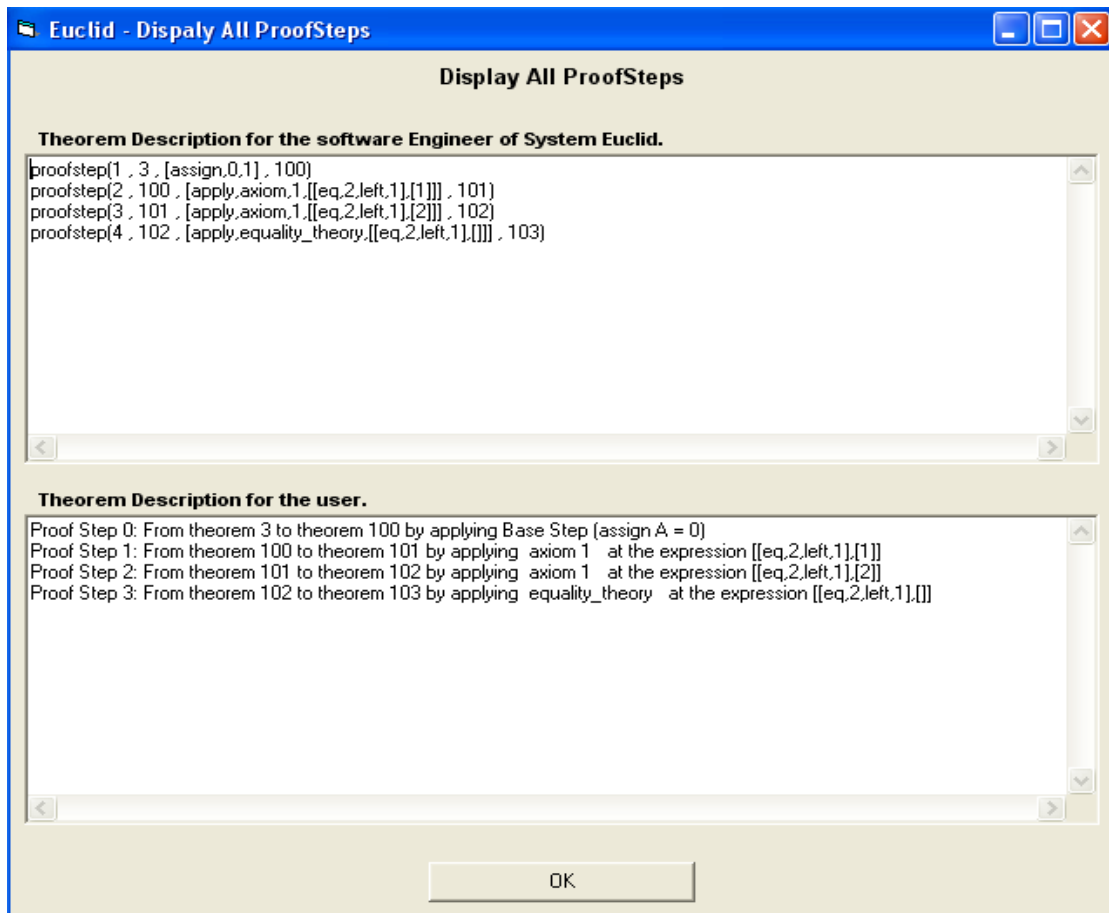 Euclid - Dispaly All ProofSteps
Display All ProofSteps
Theorem Description for the software Engineer of System Euclid.
proofstep(1 , 3 , [assign,0,1] , 100)
proofstep(2 , 100 , [apply,axiom,1,[[eq,2,left,1],[1]]] , 101)
proofstep(3 , 101 , [apply,axiom,1,[[eq,2,left,1],[2]]] , 102)
proofstep(4 , 102 , [apply,equality_theory,[[eq,2,left,1],[]]] , 103)
Theorem Description for the user.
Proof Step 0: From theorem 3 to theorem 100 by applying Base Step (assign A = 0)
Proof Step 1: From theorem 100 to theorem 101 by applying  axiom 1   at the expression [[eq,2,left,1],[1]]
Proof Step 2: From theorem 101 to theorem 102 by applying  axiom 1   at the expression [[eq,2,left,1],[2]]
Proof Step 3: From theorem 102 to theorem 103 by applying  equality_theory   at the expression [[eq,2,left,1],[]]
OK